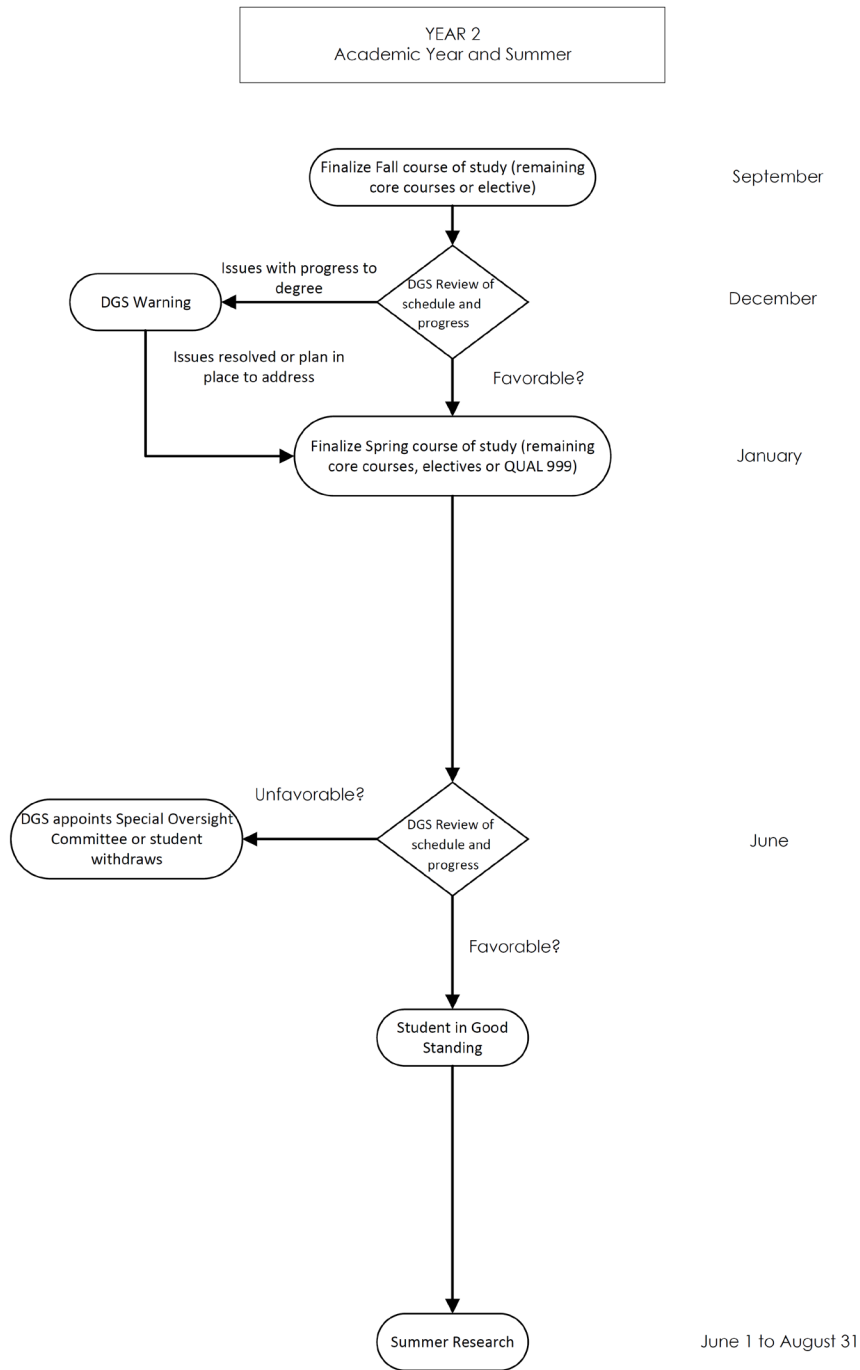 YEAR 2
Academic Year and Summer
Finalize Fall course of study (remaining
core courses or elective)
September
Issues with progress to
degree
DGS Warning
DGS Review of
schedule and
progress
December
Issues resolved or plan in
place to address
Favorable?
Finalize Spring course of study (remaining
core courses, electives or QUAL 999)
January
Unfavorable?
DGS appoints Special Oversight
Committee or student
withdraws
DGS Review of
schedule and
progress
June
Favorable?
Student in Good
Standing
Summer Research
June 1 to August 31